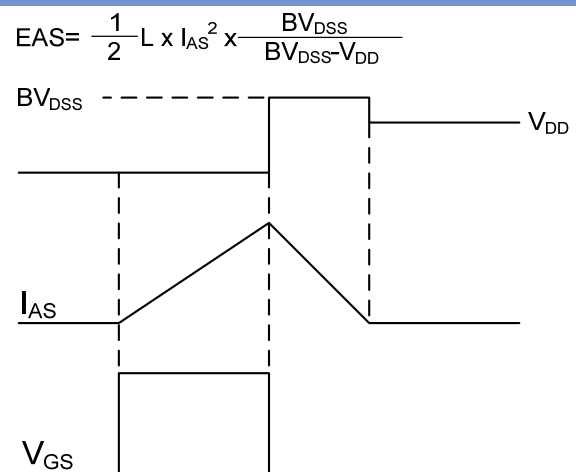 EAS= 1/2 L x IAS² x BVDSS/BVDSS-VDD
BVDSS
VDD
IAS
VGS